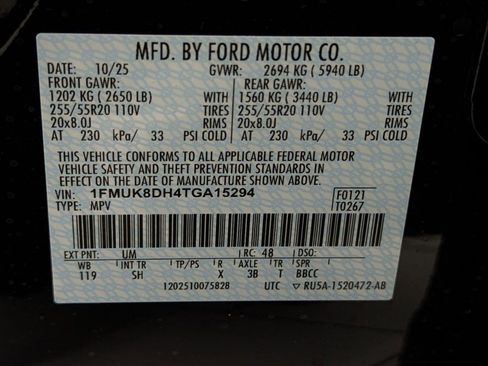 MFD. BY FORD MOTOR CO.
DATE: 10/25 GVWR: 2694 KG ( 5940 LB)
FRONT GAWR: REAR GAWR:
1202 KG ( 2650 LB) WITH 1560 KG ( 3440 LB) WITH
255/55R20 110V TIRES 255/55R20 110V TIRES
20x8.0J RIMS 20x8.0J RIMS
AT 230 kPa/ 33 PSI COLD AT 230 kPa/ 33 PSI COLD
THIS VEHICLE CONFORMS TO ALL APPLICABLE FEDERAL MOTOR
VEHICLE SAFETY AND THEFT PREVENTION STANDARDS IN
EFFECT ON THE DATE OF MANUFACTURE SHOWN ABOVE.
VIN: 1FMUK8DH4TGA15294 F0121
TYPE: MPV T0267
EXT PNT: UM RC: 48 DSO:
WB INT TR TP/PS R AXLE TR SPR
119 SH X 3B T BBCC
1202510075828 UTC ▽ RU5A-1520472-AB